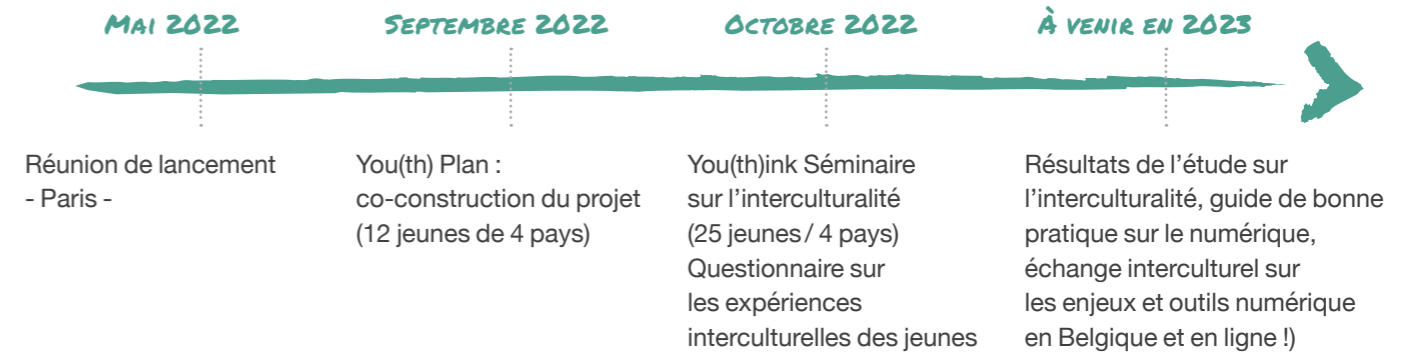 MAI 2022
SEPTEMBRE 2022
OCTOBRE 2022
À VENIR EN 2023
Réunion de lancement
- Paris -
You(th) Plan :
co-construction du projet
(12 jeunes de 4 pays)
You(th)ink Séminaire
sur l’interculturalité
(25 jeunes / 4 pays)
Questionnaire sur
les expériences
interculturelles des jeunes
Résultats de l’étude sur
l’interculturalité, guide de bonne
pratique sur le numérique,
échange interculturel sur
les enjeux et outils numérique
en Belgique et en ligne !)